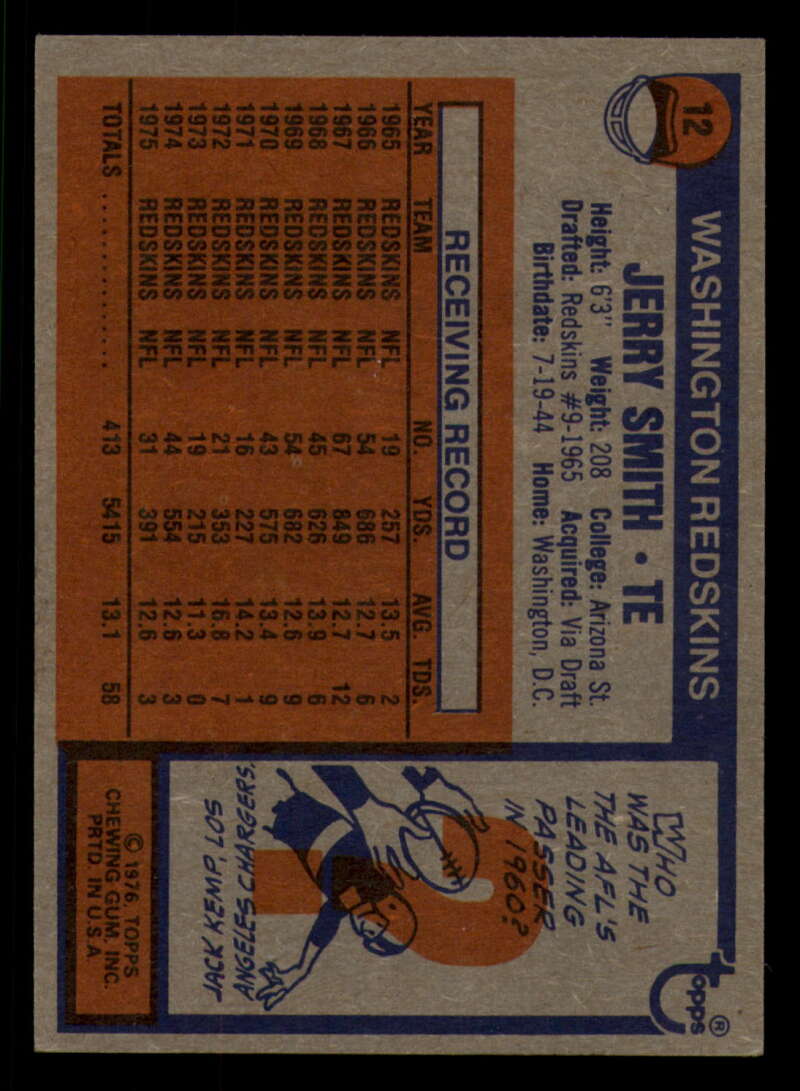 12
WASHINGTON REDSKINS
JERRY SMITH • TE
Height: 6'3" Weight: 208 College: Arizona St.
Drafted: Redskins #9-1965 Acquired: Via Draft
Birthdate: 7-19-44 Home: Washington, D.C.
RECEIVING RECORD
YEAR TEAM NO. YDS. AVG. TDS.
1965 REDSKINS NFL 19 257 13.5 2
1966 REDSKINS NFL 54 686 12.7 6
1967 REDSKINS NFL 67 849 12.7 12
1968 REDSKINS NFL 45 626 13.9 6
1969 REDSKINS NFL 54 682 12.6 9
1970 REDSKINS NFL 43 575 13.4 9
1971 REDSKINS NFL 16 227 14.2 1
1972 REDSKINS NFL 21 353 16.8 7
1973 REDSKINS NFL 19 215 11.3 0
1974 REDSKINS NFL 44 554 12.6 3
1975 REDSKINS NFL 31 391 12.6 3
TOTALS .............. 413 5415 13.1 58
topps®
WHO
WAS THE
THE AFL'S
LEADING
PASSER
IN 1960?
JACK KEMP, LOS
ANGELES CHARGERS.
© 1976, TOPPS
CHEWING GUM, INC.
PRTD. IN U S A